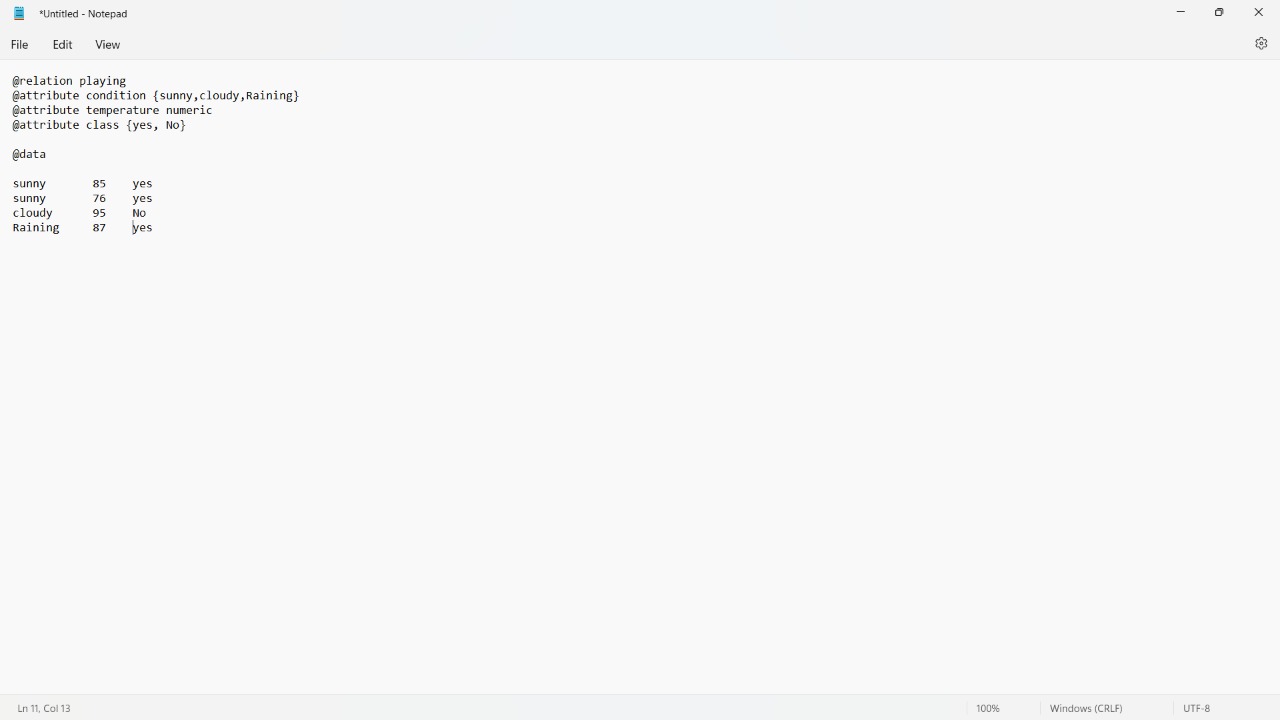 *Untitled - Notepad
File Edit View
@relation playing
@attribute condition {sunny,cloudy,Raining}
@attribute temperature numeric
@attribute class {yes, No}
@data
sunny 85 yes
sunny 76 yes
cloudy 95 No
Raining 87 yes
Ln 11, Col 13 100% Windows (CRLF) UTF-8